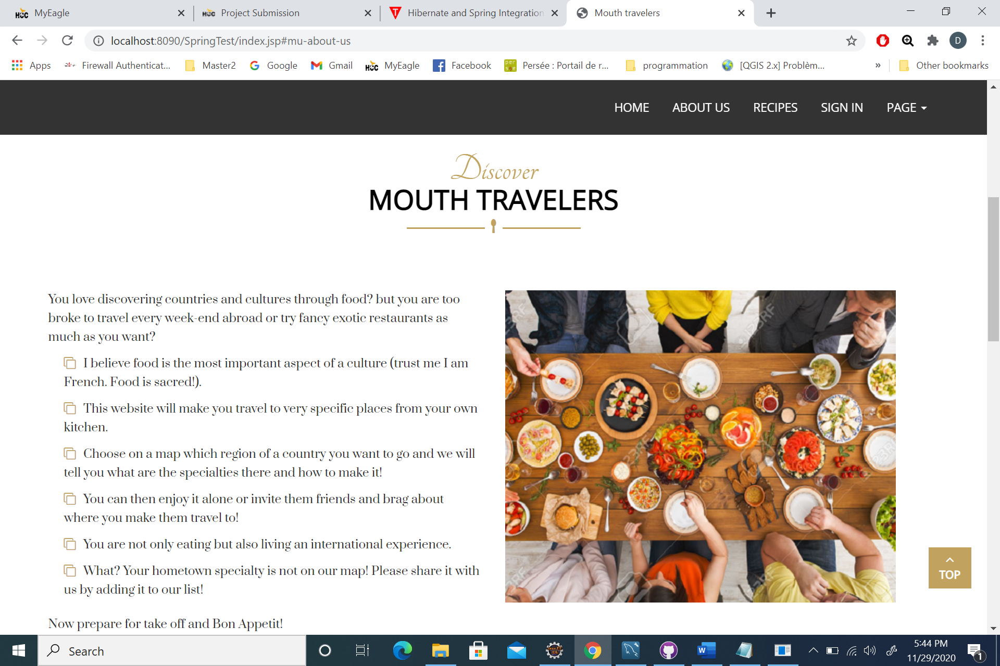 MyEagle
Project Submission
Hibernate and Spring Integration
Mouth travelers
localhost:8090/SpringTest/index.jsp#mu-about-us
D
Apps
Firewall Authenticat...
Master2
Google
Gmail
MyEagle
Facebook
Persée : Portail de r...
programmation
[QGIS 2.x] Problèm...
»
Other bookmarks
HOME ABOUT US RECIPES SIGN IN PAGE
Discover
MOUTH TRAVELERS
You love discovering countries and cultures through food? but you are too
broke to travel every week-end abroad or try fancy exotic restaurants as
much as you want?
I believe food is the most important aspect of a culture (trust me I am
French. Food is sacred!).
This website will make you travel to very specific places from your own
kitchen.
Choose on a map which region of a country you want to go and we will
tell you what are the specialties there and how to make it!
You can then enjoy it alone or invite them friends and brag about
where you make them travel to!
You are not only eating but also living an international experience.
What? Your hometown specialty is not on our map! Please share it with
us by adding it to our list!
Now prepare for take off and Bon Appetit!
TOP
Search
5:44 PM
11/29/2020
1